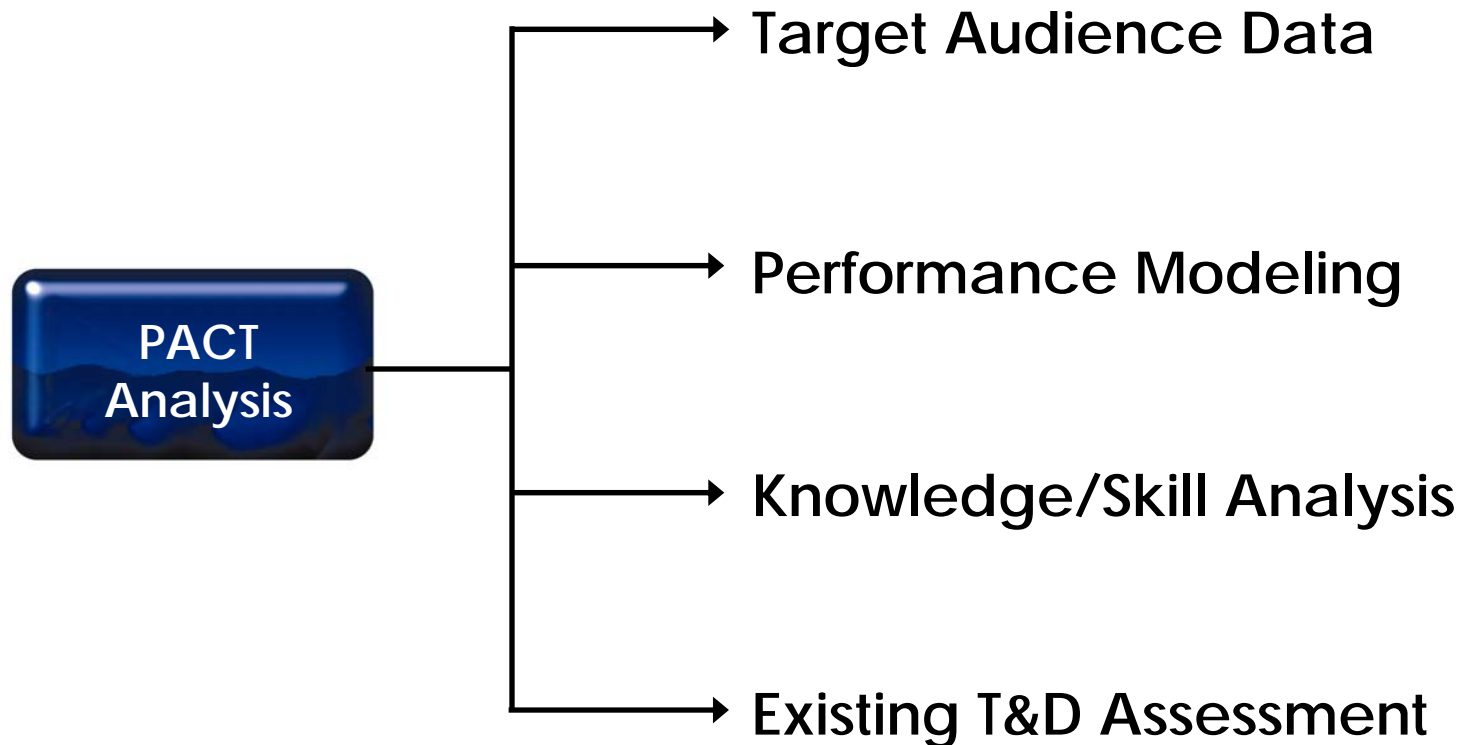 Target Audience Data
Performance Modeling
PACT
Analysis
Knowledge/Skill Analysis
Existing T&D Assessment